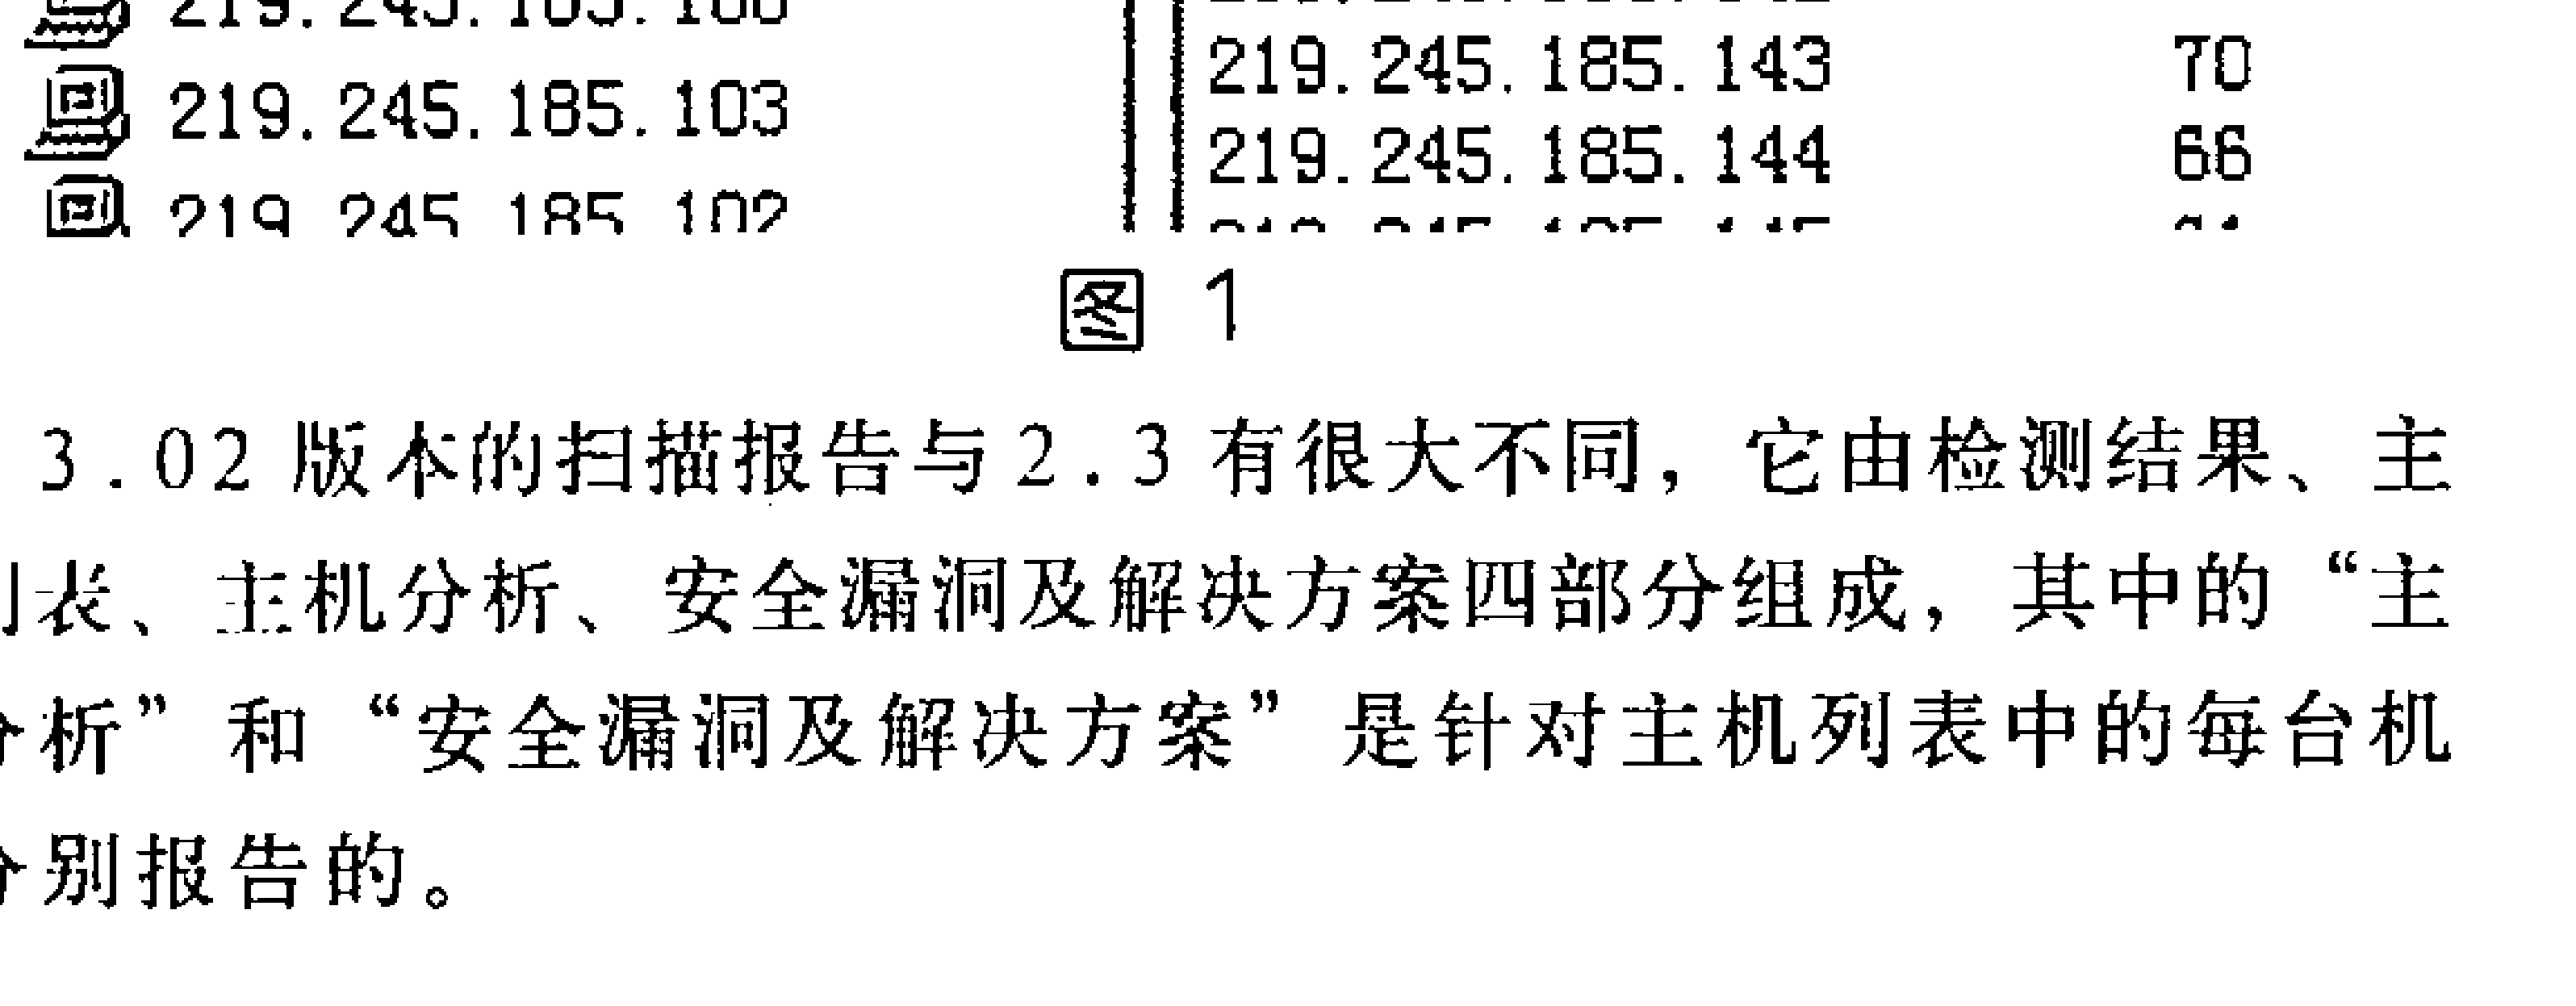 219.245.185.103
219.245.185.102
219.245.185.143 70
219.245.185.144 66
图 1
3.02 版本的扫描报告与 2.3 有很大不同，它由检测结果、主
表、主机分析、安全漏洞及解决方案四部分组成，其中的“主
析”和“安全漏洞及解决方案”是针对主机列表中的每台机
别报告的。